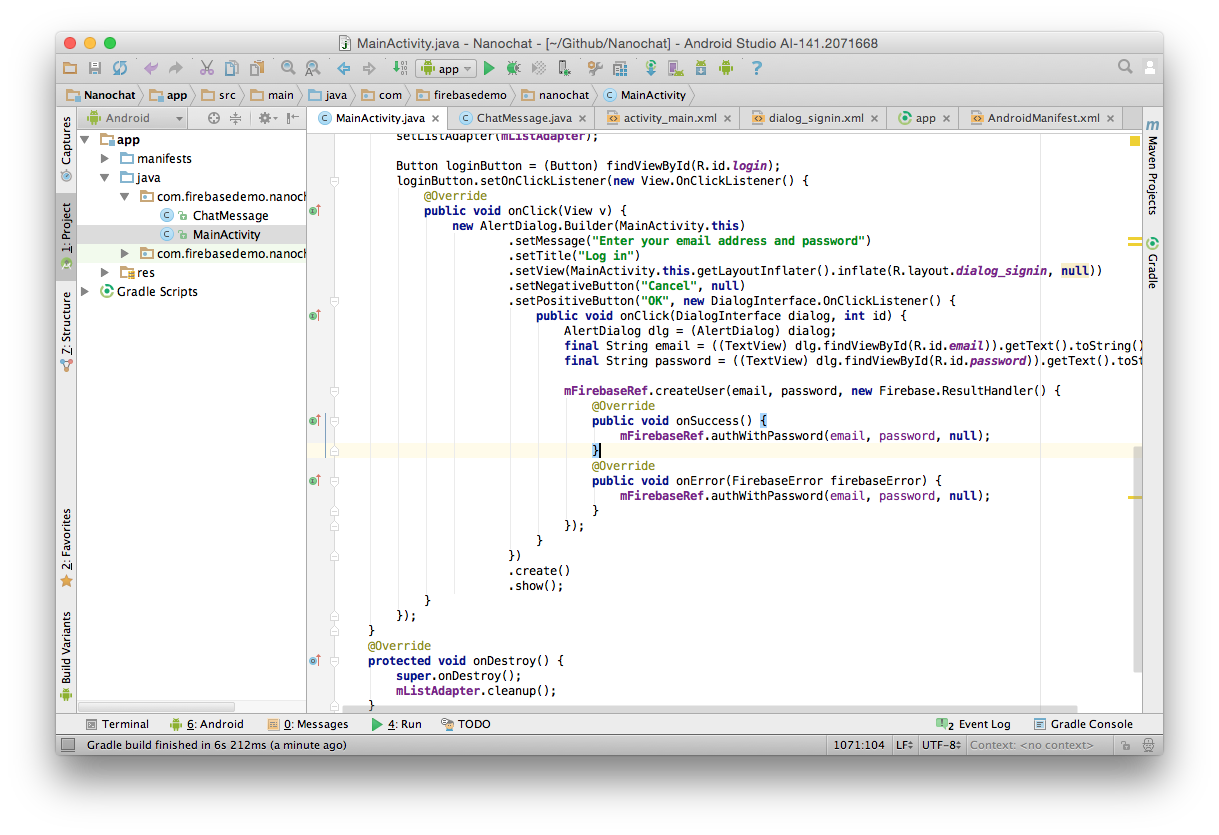 MainActivity.java - Nanochat - [~/Github/Nanochat] - Android Studio AI-141.2071668
app
Nanochat app src main java com firebasedemo nanochat MainActivity
Android
MainActivity.java ChatMessage.java activity_main.xml dialog_signin.xml app AndroidManifest.xml
Captures
1: Project
Z: Structure
2: Favorites
Build Variants
app
manifests
java
com.firebasedemo.nanoch
ChatMessage
MainActivity
com.firebasedemo.nanoch
res
Gradle Scripts
setListAdapter(mListAdapter);
Button loginButton = (Button) findViewById(R.id.login);
loginButton.setOnClickListener(new View.OnClickListener() {
@Override
public void onClick(View v) {
new AlertDialog.Builder(MainActivity.this)
.setMessage("Enter your email address and password")
.setTitle("Log in")
.setView(MainActivity.this.getLayoutInflater().inflate(R.layout.dialog_signin, null))
.setNegativeButton("Cancel", null)
.setPositiveButton("OK", new DialogInterface.OnClickListener() {
public void onClick(DialogInterface dialog, int id) {
AlertDialog dlg = (AlertDialog) dialog;
final String email = ((TextView) dlg.findViewById(R.id.email)).getText().toString()
final String password = ((TextView) dlg.findViewById(R.id.password)).getText().toSt
mFirebaseRef.createUser(email, password, new Firebase.ResultHandler() {
@Override
public void onSuccess() {
mFirebaseRef.authWithPassword(email, password, null);
}
@Override
public void onError(FirebaseError firebaseError) {
mFirebaseRef.authWithPassword(email, password, null);
}
});
}
})
.create()
.show();
}
});
}
@Override
protected void onDestroy() {
super.onDestroy();
mListAdapter.cleanup();
}
m Maven Projects
Gradle
Terminal 6: Android 0: Messages 4: Run TODO 2 Event Log Gradle Console
Gradle build finished in 6s 212ms (a minute ago) 1071:104 LF UTF-8 Context: <no context>